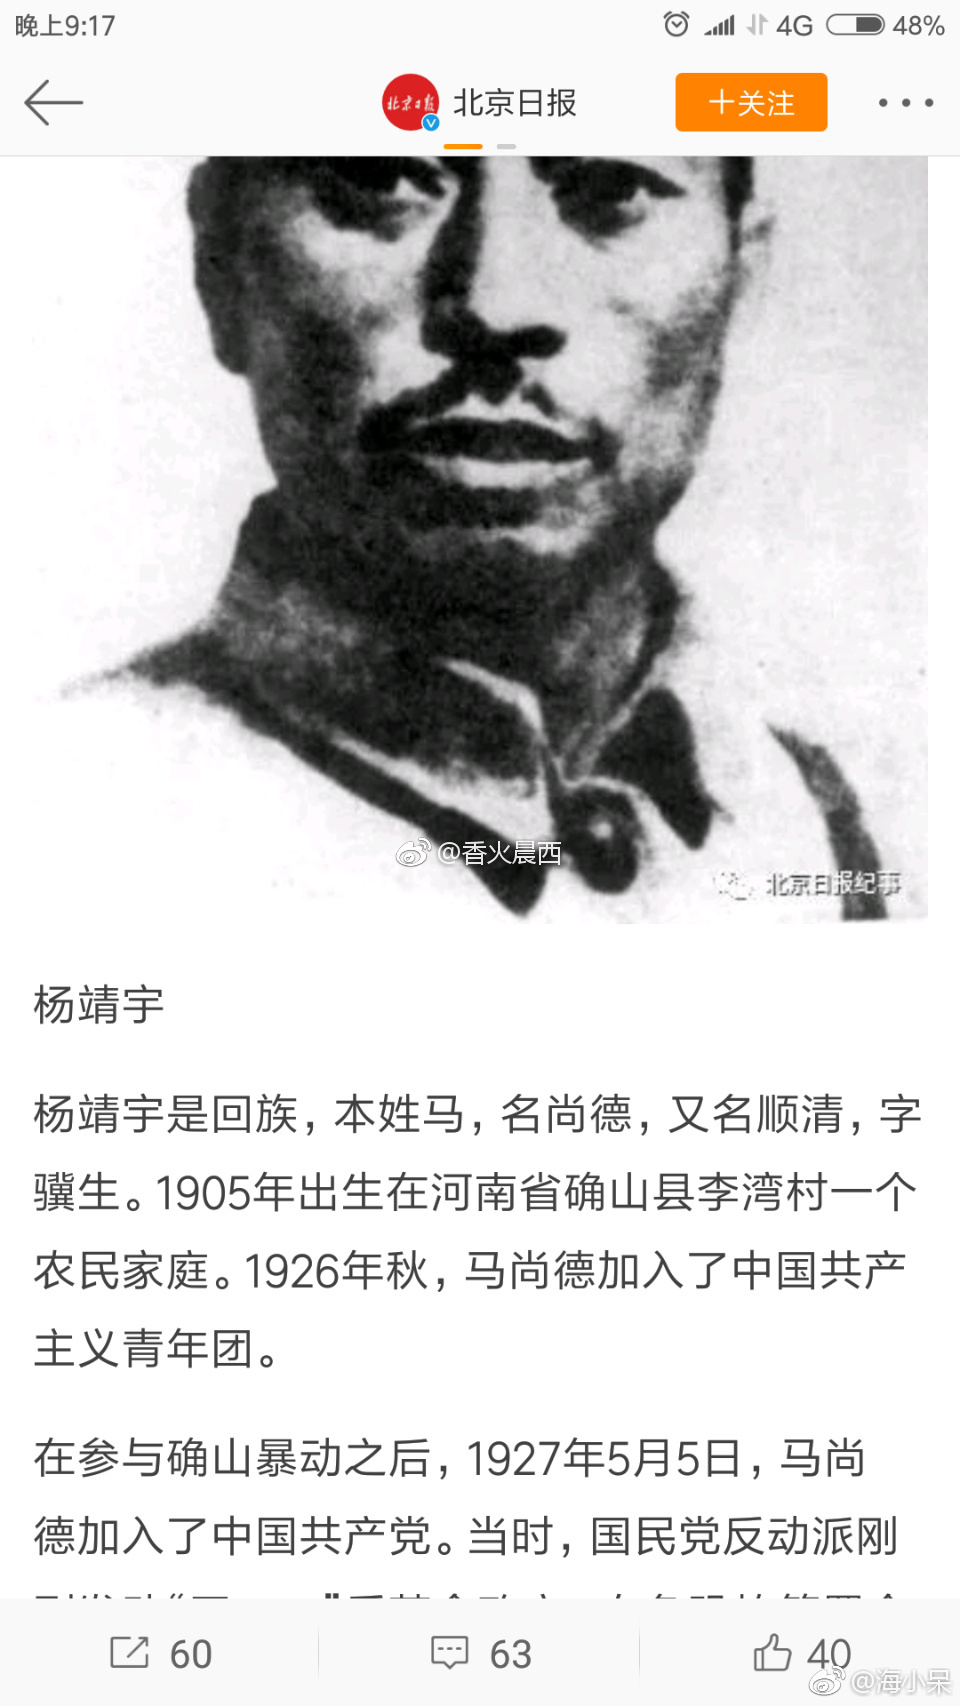 晚上9:17
4G 48%
北京日报
北京日报
十关注
@香火晨西
北京日报纪事
杨靖宇
杨靖宇是回族，本姓马，名尚德，又名顺清，字
骥生。1905年出生在河南省确山县李湾村一个
农民家庭。1926年秋，马尚德加入了中国共产
主义青年团。
在参与确山暴动之后，1927年5月5日，马尚
德加入了中国共产党。当时，国民党反动派刚
60
63
40
@海小呆